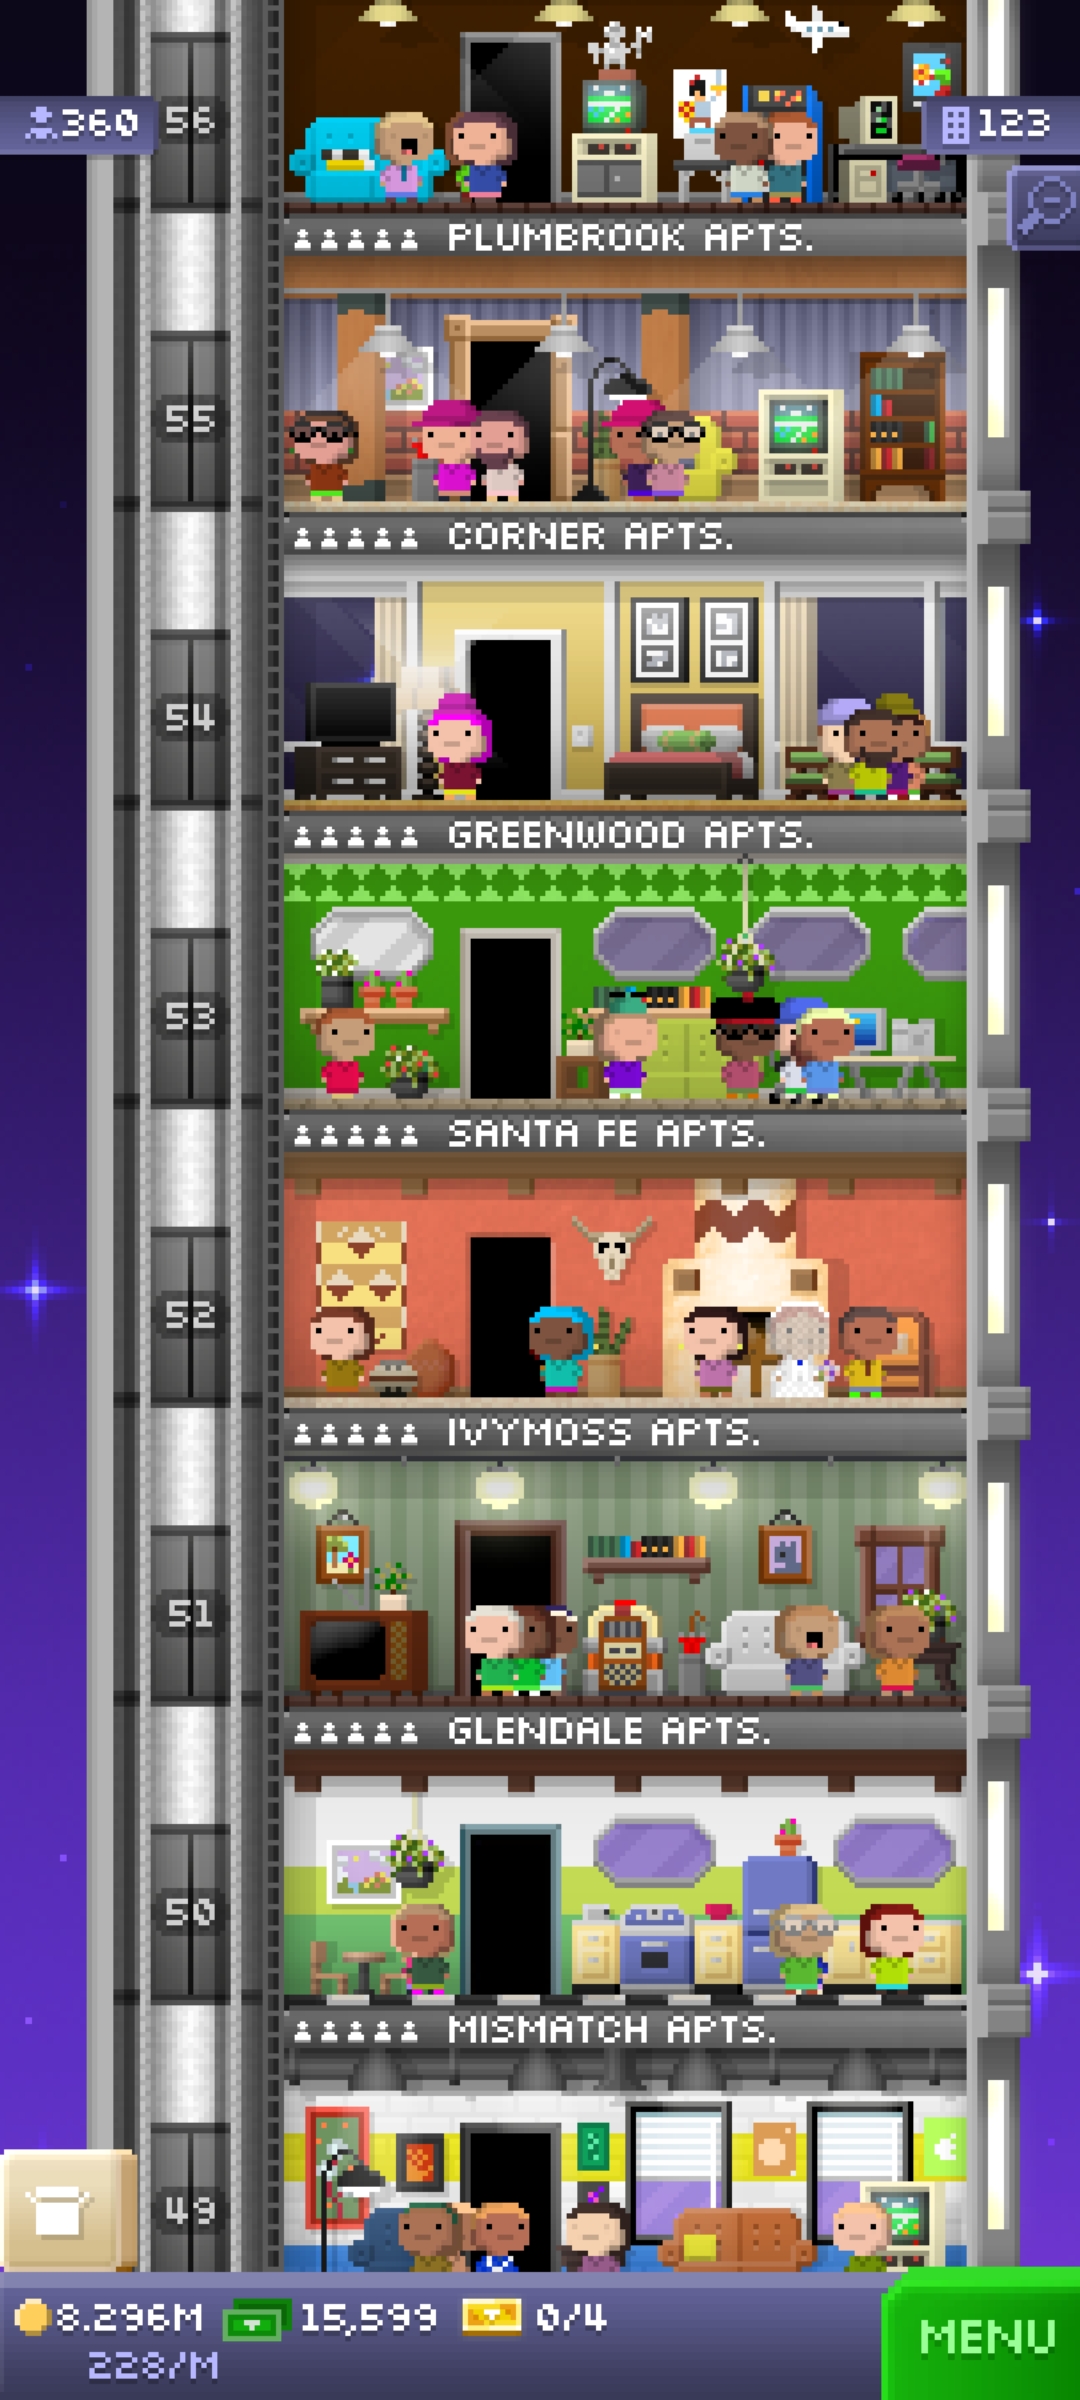 56
360
123
PLUMBROOK APTS.
55
CORNER APTS.
54
GREENWOOD APTS.
53
SANTA FE APTS.
52
IVYMOSS APTS.
51
GLENDALE APTS.
50
MISMATCH APTS.
49
8.296M 15,599 0/4
228/M
MENU